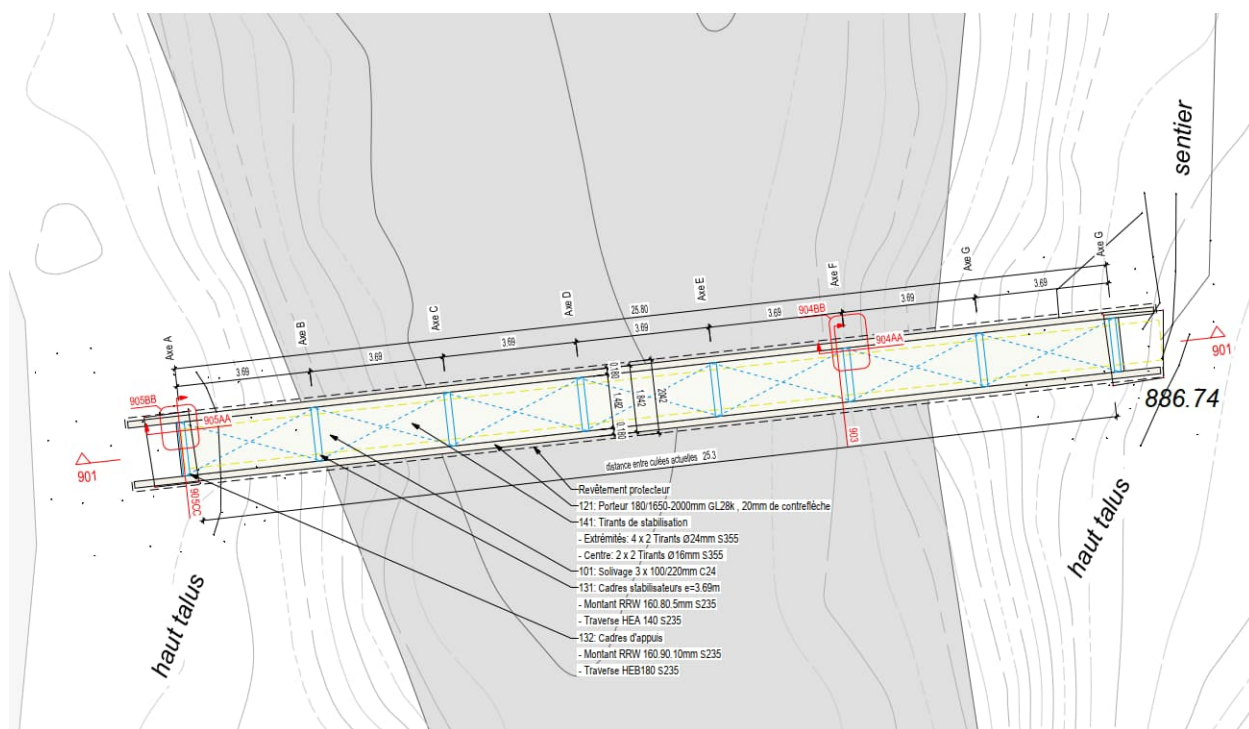 sentier
Axe G
Axe G
Axe F
Axe E
Axe D
Axe C
Axe B
Axe A
25.80
3.69
3.69
3.69
3.69
3.69
3.69
3.69
904BB
904AA
905BB
905AA
905CC
903
901
901
0.180
1.482
0.180
1.842
2042
886.74
distance entre culées actuelles 25.3
haut talus
haut talus
Revêtement protecteur
121: Porteur 180/1650-2000mm GL28k , 20mm de contreflèche
141: Tirants de stabilisation
- Extrémités: 4 x 2 Tirants Ø24mm S355
- Centre: 2 x 2 Tirants Ø16mm S355
101: Solivage 3 x 100/220mm C24
131: Cadres stabilisateurs e=3.69m
- Montant RRW 160.80.5mm S235
- Traverse HEA 140 S235
132: Cadres d'appuis
- Montant RRW 160.90.10mm S235
- Traverse HEB180 S235